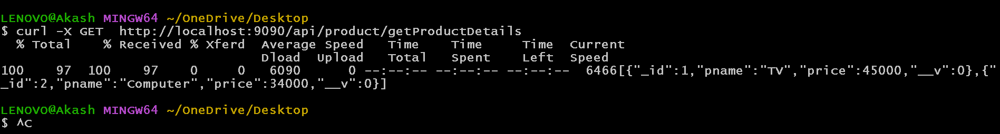 LENOVO@Akash MINGW64 ~/OneDrive/Desktop
$ curl -X GET  http://localhost:9090/api/product/getProductDetails
  % Total    % Received % Xferd  Average Speed   Time    Time     Time  Current
                                 Dload  Upload   Total   Spent    Left  Speed
100    97  100    97    0     0   6090      0 --:--:-- --:--:-- --:--:--  6466[{"_id":1,"pname":"TV","price":45000,"__v":0},{"
_id":2,"pname":"Computer","price":34000,"__v":0}]
LENOVO@Akash MINGW64 ~/OneDrive/Desktop
$ ^C